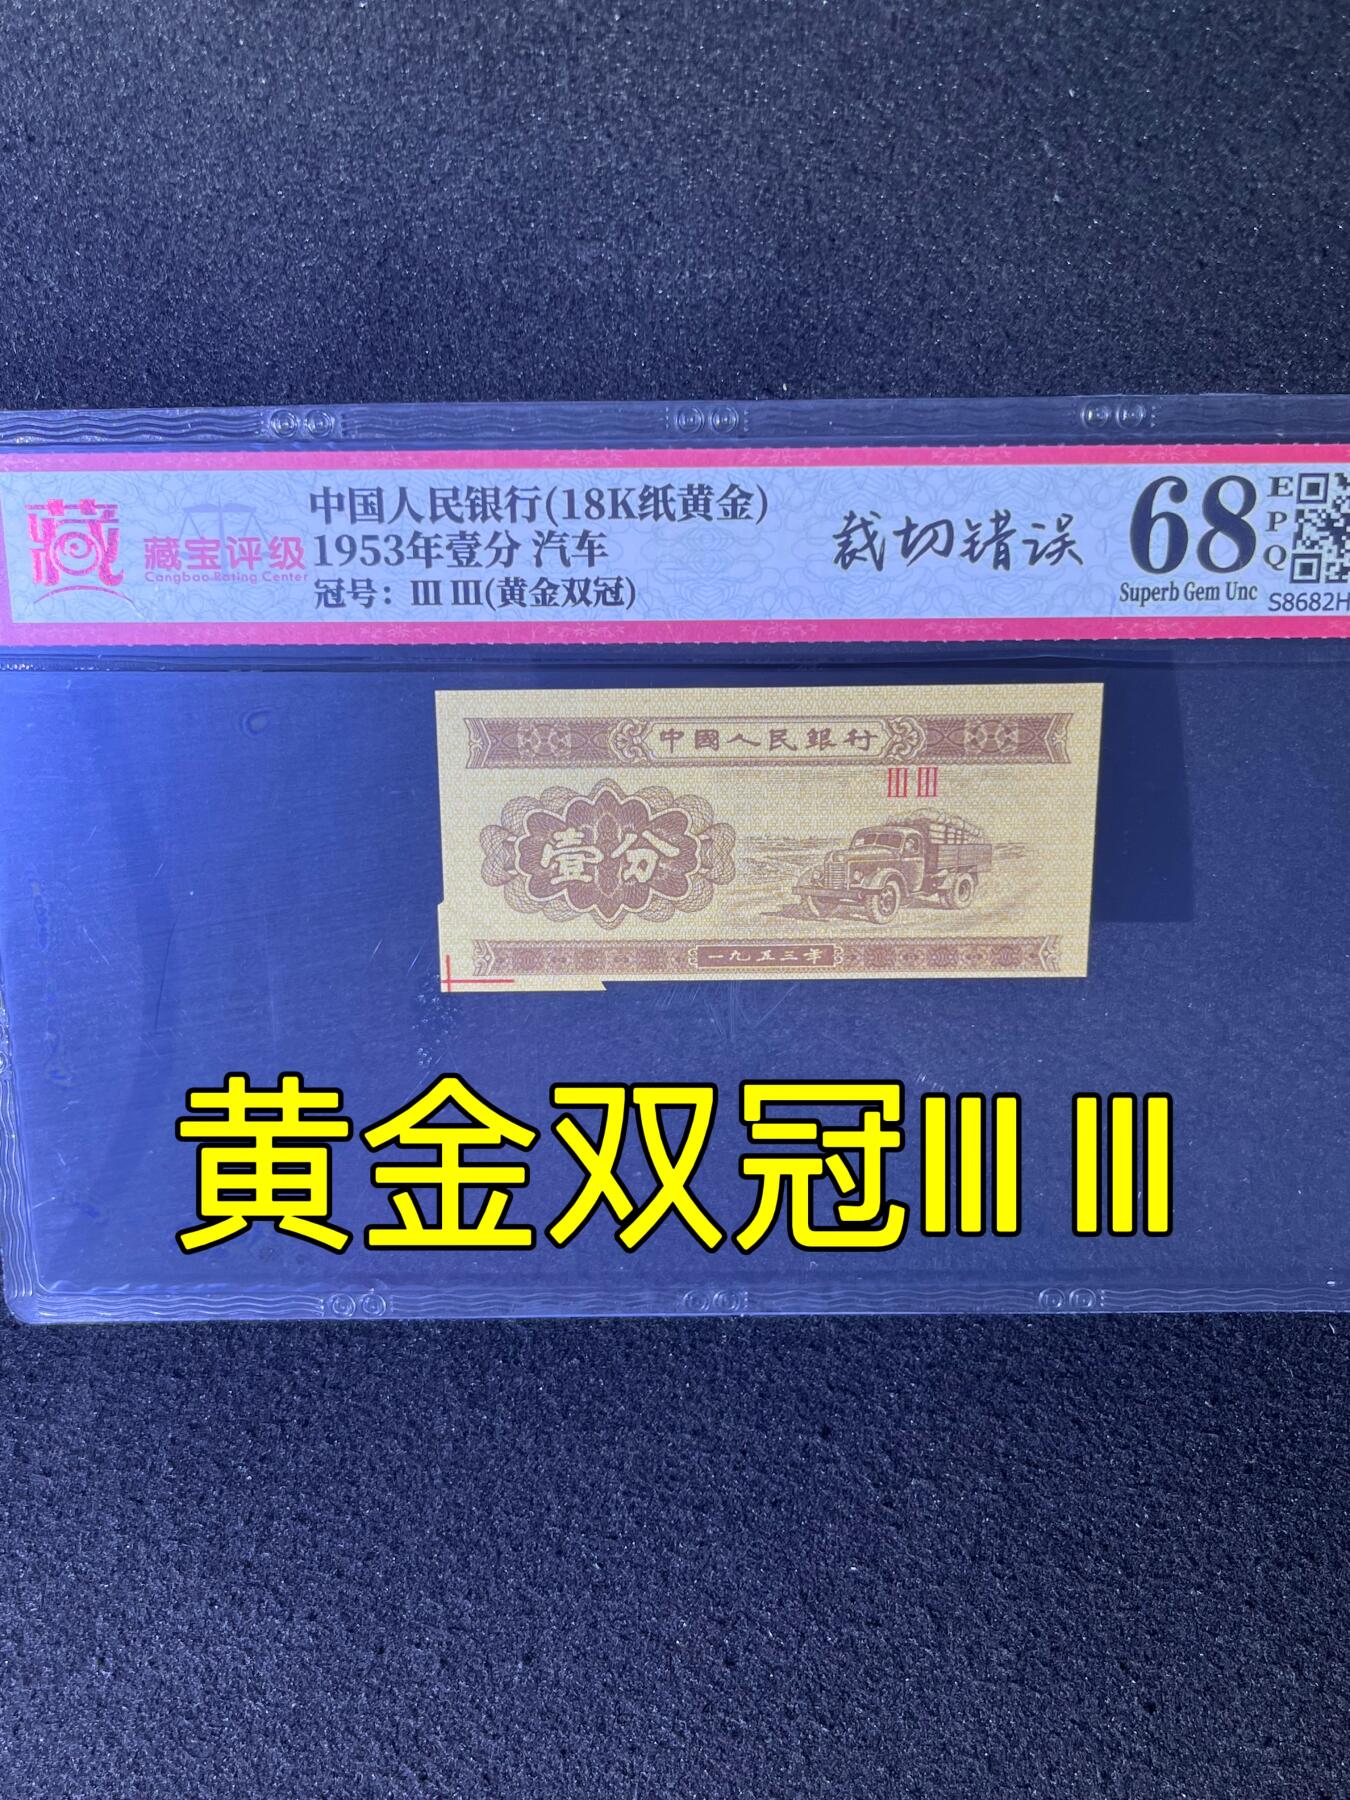 中国人民银行(18K纸黄金)
1953年壹分 汽车
冠号：Ⅲ Ⅲ(黄金双冠)
藏
藏宝评级
Cangbao Rating Center
裁切错误
68
EPQ
Superb Gem Unc
S8682H
中國人民銀行
Ⅲ Ⅲ
壹分
一九五三年
黄金双冠Ⅲ Ⅲ